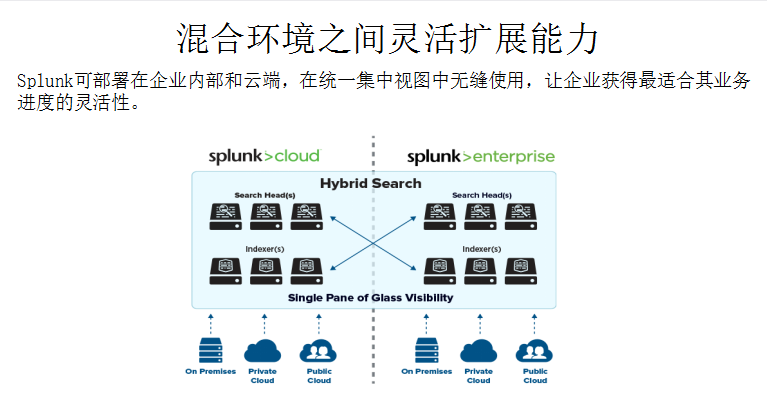 混合环境之间灵活扩展能力
Splunk可部署在企业内部和云端，在统一集中视图中无缝使用，让企业获得最适合其业务
进度的灵活性。
splunk>cloud
splunk>enterprise
Hybrid Search
Search Head(s)
Search Head(s)
Indexer(s)
Indexer(s)
Single Pane of Glass Visibility
On Premises
Private
Cloud
Public
Cloud
On Premises
Private
Cloud
Public
Cloud